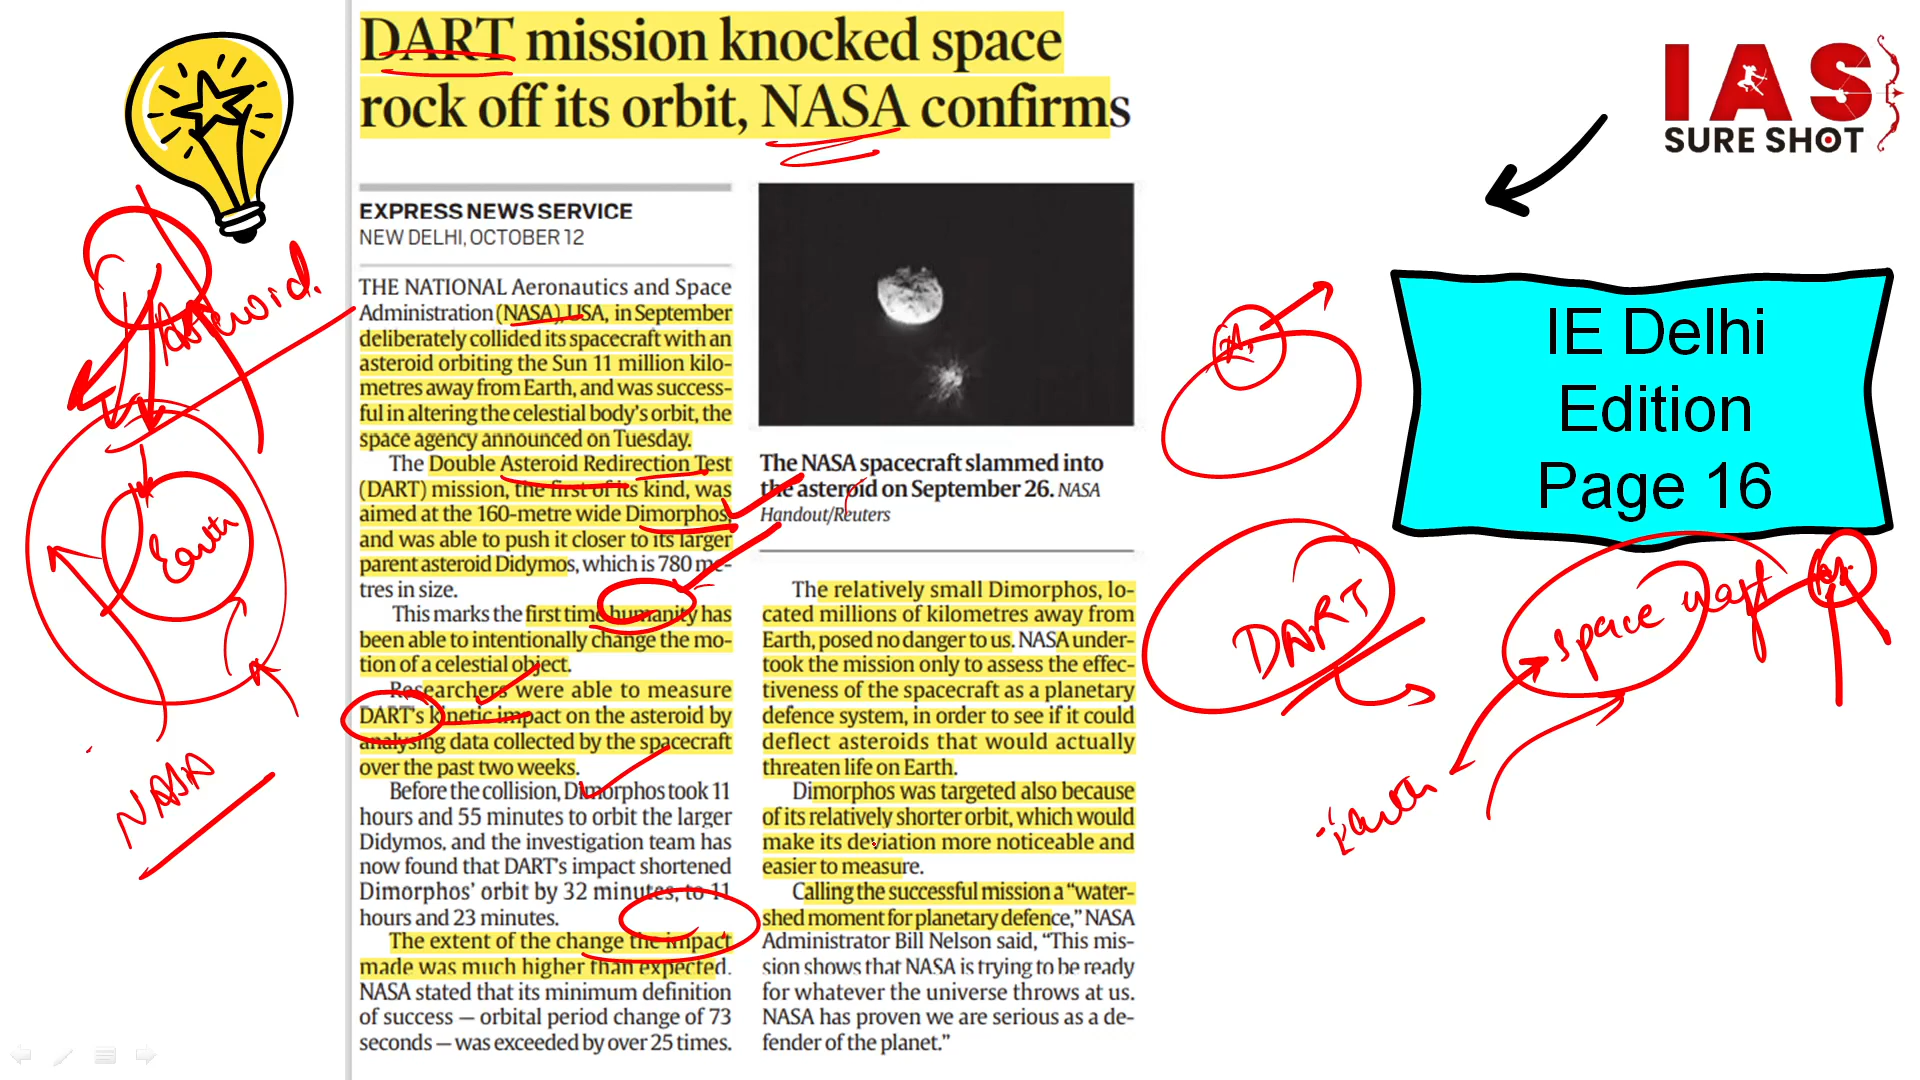 DART mission knocked space
rock off its orbit, NASA confirms
EXPRESS NEWS SERVICE
NEW DELHI, OCTOBER 12
THE NATIONAL Aeronautics and Space
Administration (NASA), USA, in September
deliberately collided its spacecraft with an
asteroid orbiting the Sun 11 million kilo-
metres away from Earth, and was success-
ful in altering the celestial body's orbit, the
space agency announced on Tuesday.
The Double Asteroid Redirection Test
(DART) mission, the first of its kind, was
aimed at the 160-metre wide Dimorphos,
and was able to push it closer to its larger
parent asteroid Didymos, which is 780 me-
tres in size.
This marks the first time humanity has
been able to intentionally change the mo-
tion of a celestial object.
Researchers were able to measure
DART's kinetic impact on the asteroid by
analysing data collected by the spacecraft
over the past two weeks.
Before the collision, Dimorphos took 11
hours and 55 minutes to orbit the larger
Didymos, and the investigation team has
now found that DART's impact shortened
Dimorphos' orbit by 32 minutes, to 11
hours and 23 minutes.
The extent of the change the impact
made was much higher than expected.
NASA stated that its minimum definition
of success — orbital period change of 73
seconds — was exceeded by over 25 times.
The NASA spacecraft slammed into
the asteroid on September 26. NASA
Handout/Reuters
The relatively small Dimorphos, lo-
cated millions of kilometres away from
Earth, posed no danger to us. NASA under-
took the mission only to assess the effec-
tiveness of the spacecraft as a planetary
defence system, in order to see if it could
deflect asteroids that would actually
threaten life on Earth.
Dimorphos was targeted also because
of its relatively shorter orbit, which would
make its deviation more noticeable and
easier to measure.
Calling the successful mission a "water-
shed moment for planetary defence," NASA
Administrator Bill Nelson said, "This mis-
sion shows that NASA is trying to be ready
for whatever the universe throws at us.
NASA has proven we are serious as a de-
fender of the planet."
IAS
SURE SHOT
IE Delhi
Edition
Page 16
Asteroid.
Earth
NASA
DART
Space
Earth